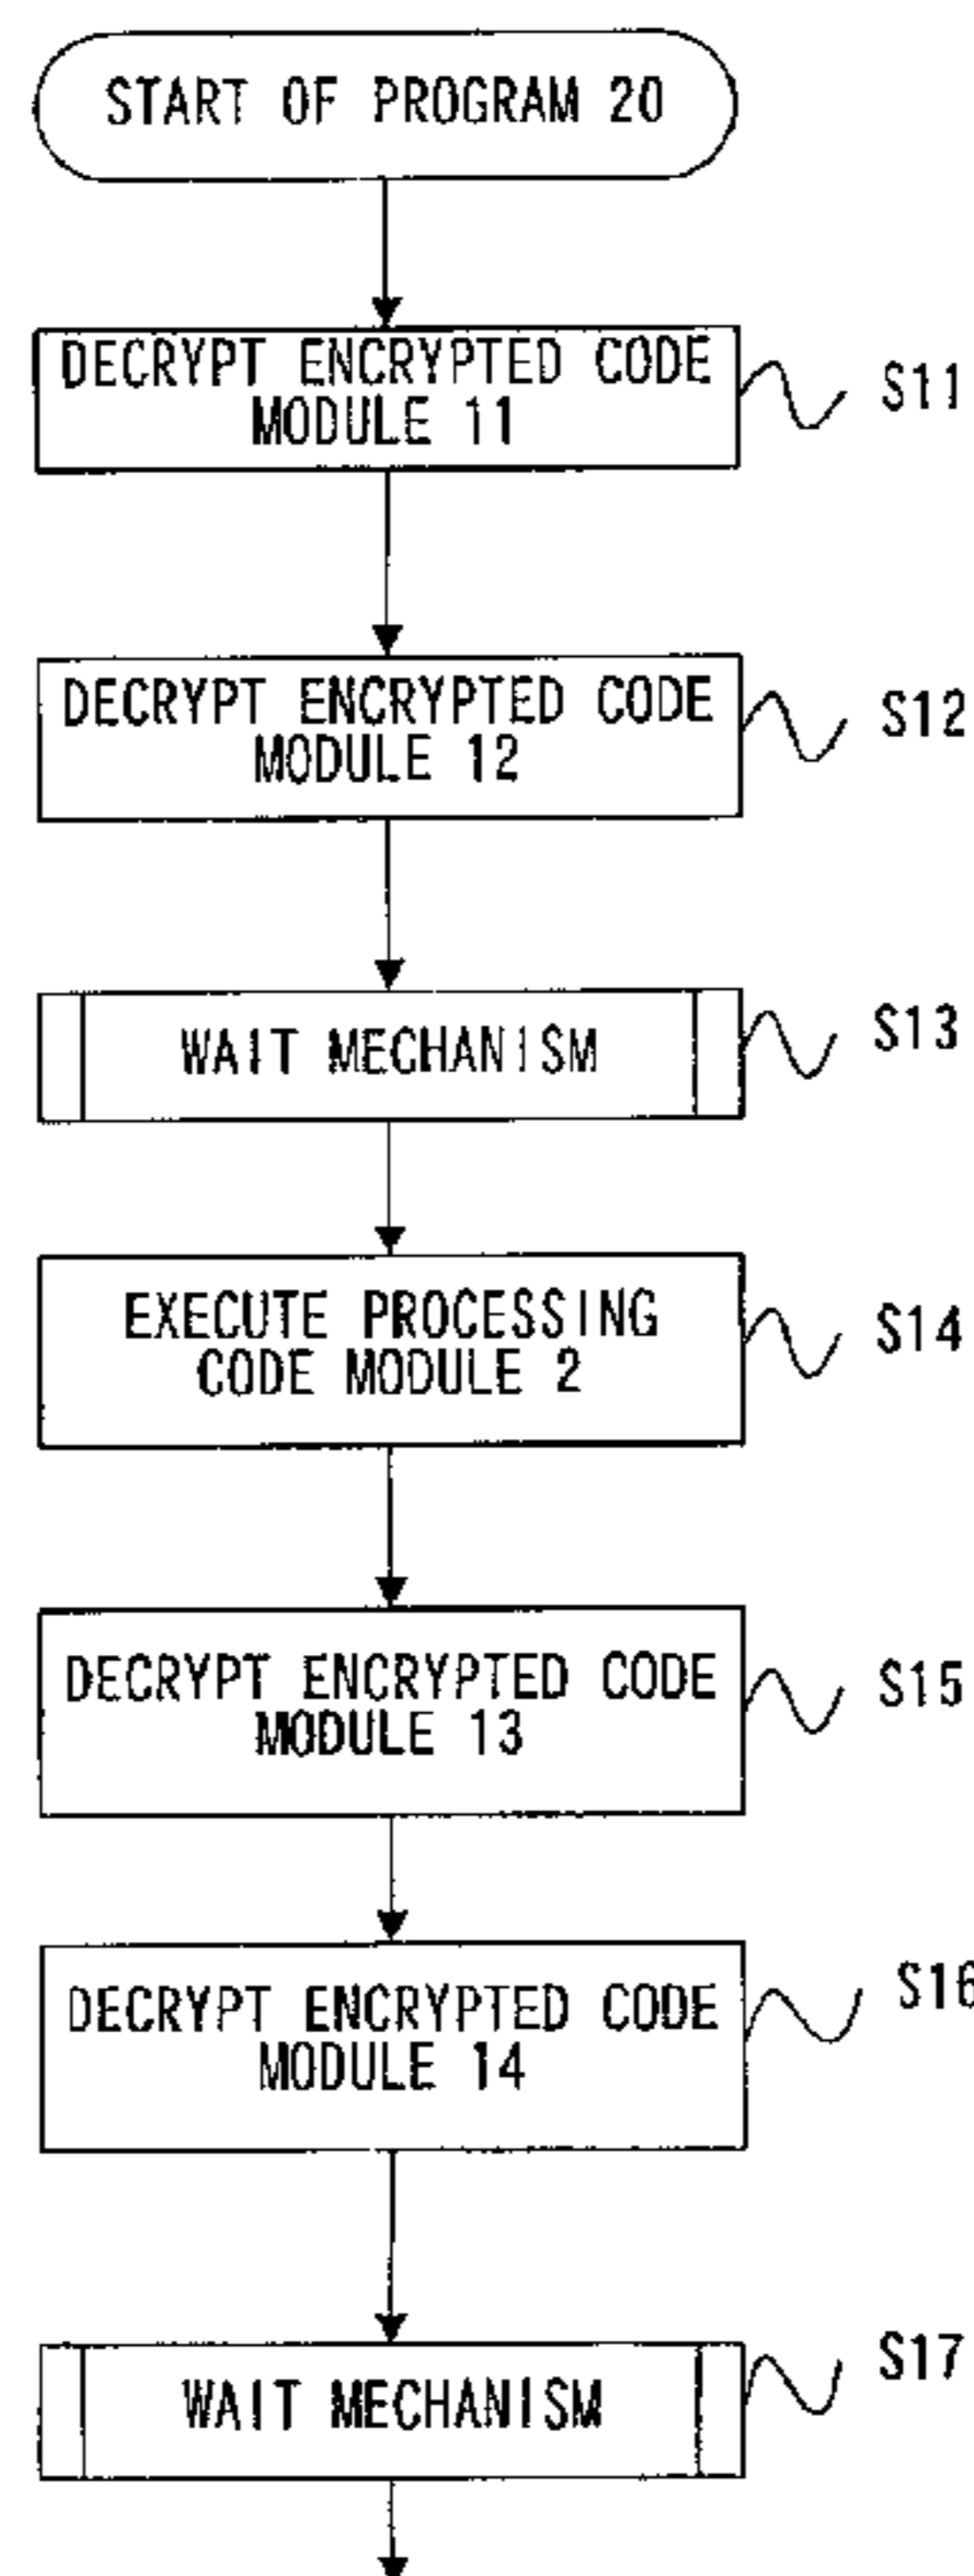 START OF PROGRAM 20
DECRYPT ENCRYPTED CODE
MODULE 11
S11
DECRYPT ENCRYPTED CODE
MODULE 12
S12
WAIT MECHANISM
S13
EXECUTE PROCESSING
CODE MODULE 2
S14
DECRYPT ENCRYPTED CODE
MODULE 13
S15
DECRYPT ENCRYPTED CODE
MODULE 14
S16
WAIT MECHANISM
S17